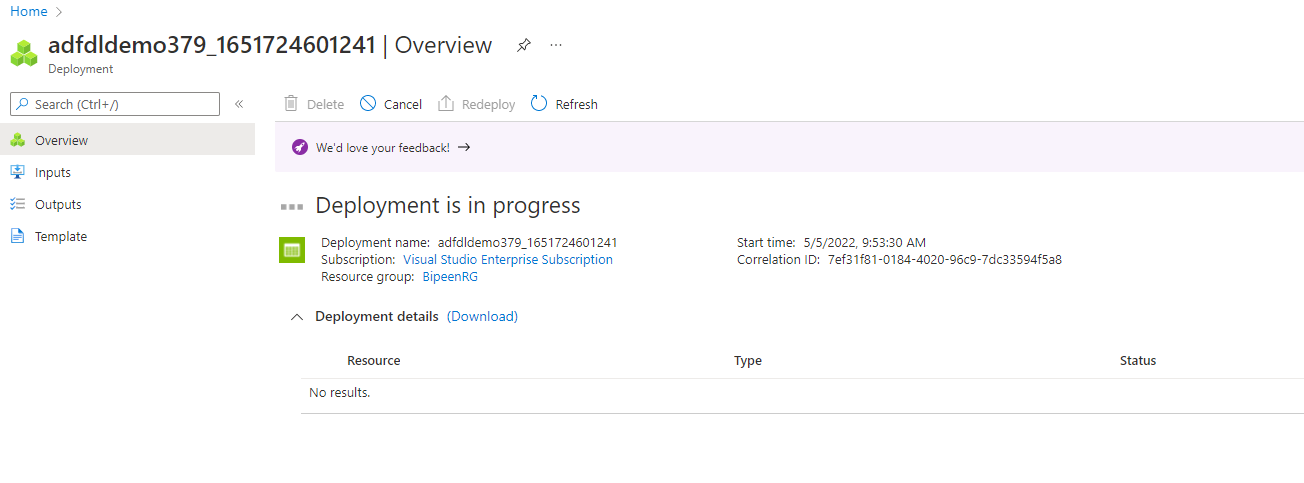 Home >
adfdldemo379_1651724601241 | Overview ...
Deployment
Search (Ctrl+/) «
Delete Cancel Redeploy Refresh
Overview
Inputs
Outputs
Template
We'd love your feedback! →
Deployment is in progress
Deployment name: adfdldemo379_1651724601241
Subscription: Visual Studio Enterprise Subscription
Resource group: BipeenRG
Start time: 5/5/2022, 9:53:30 AM
Correlation ID: 7ef31f81-0184-4020-96c9-7dc33594f5a8
Deployment details (Download)
Resource Type Status
No results.